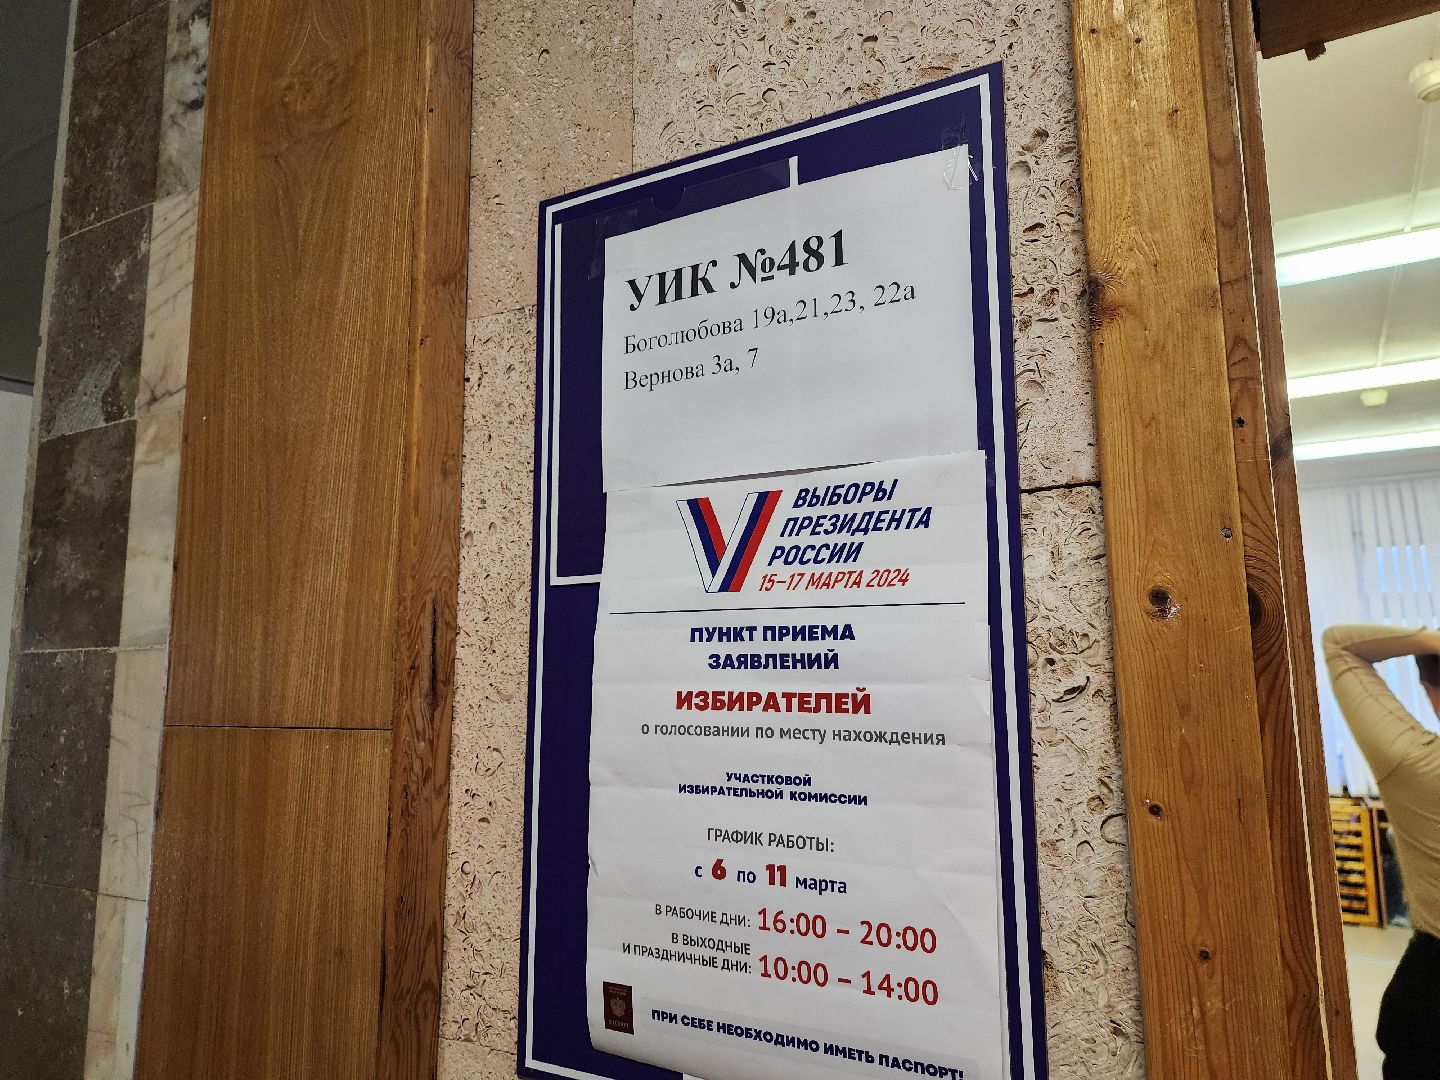 УИК №481
Боголюбова 19а,21,23, 22а
Вернова 3а, 7
ВЫБОРЫ
ПРЕЗИДЕНТА
РОССИИ
15–17 МАРТА 2024
ПУНКТ ПРИЕМА
ЗАЯВЛЕНИЙ
ИЗБИРАТЕЛЕЙ
о голосовании по месту нахождения
УЧАСТКОВОЙ
ИЗБИРАТЕЛЬНОЙ КОМИССИИ
ГРАФИК РАБОТЫ:
с 6 по 11 марта
В РАБОЧИЕ ДНИ: 16:00 – 20:00
В ВЫХОДНЫЕ
И ПРАЗДНИЧНЫЕ ДНИ: 10:00 – 14:00
ПРИ СЕБЕ НЕОБХОДИМО ИМЕТЬ ПАСПОРТ!